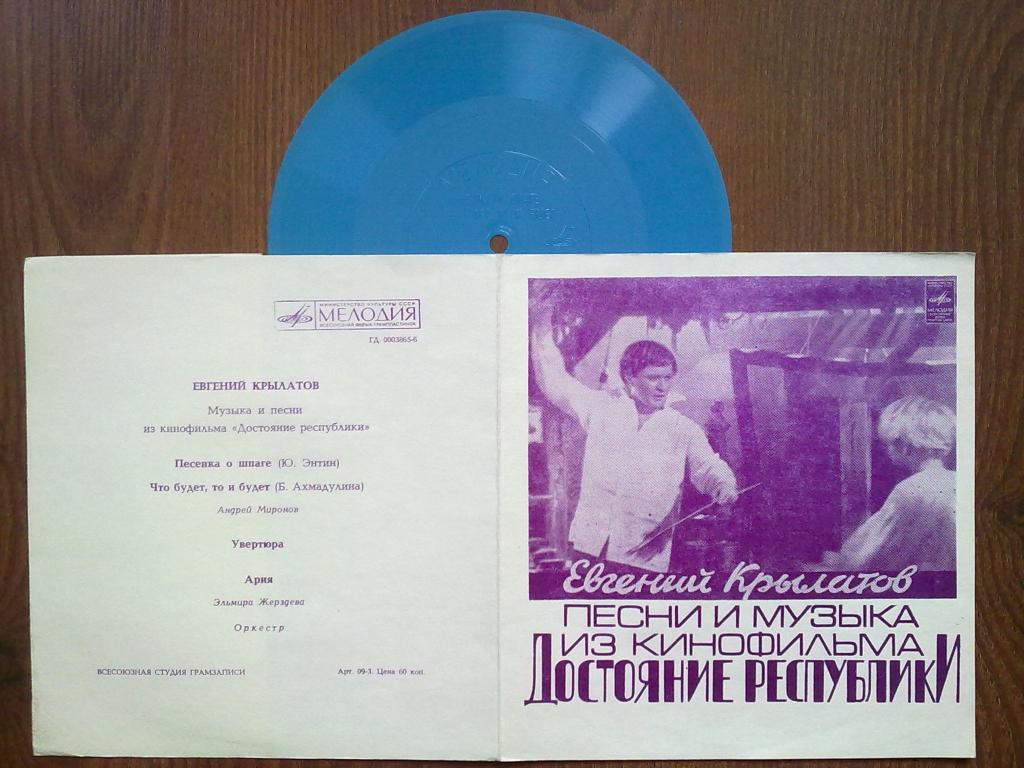 МИНИСТЕРСТВО КУЛЬТУРЫ СССР
МЕЛОДИЯ
ВСЕСОЮЗНАЯ ФИРМА ГРАМПЛАСТИНОК
ГД 0003865-6
ЕВГЕНИЙ КРЫЛАТОВ
Музыка и песни
из кинофильма «Достояние республики»
Песенка о шпаге (Ю. Энтин)
Что будет, то и будет (Б. Ахмадулина)
Андрей Миронов
Увертюра
Ария
Эльмира Жерздева
Оркестр
ВСЕСОЮЗНАЯ СТУДИЯ ГРАМЗАПИСИ
Арт. 09-3. Цена 60 коп.
МЕЛОДИЯ
Евгений Крылатов
ПЕСНИ И МУЗЫКА
ИЗ КИНОФИЛЬМА
ДОСТОЯНИЕ РЕСПУБЛИКИ